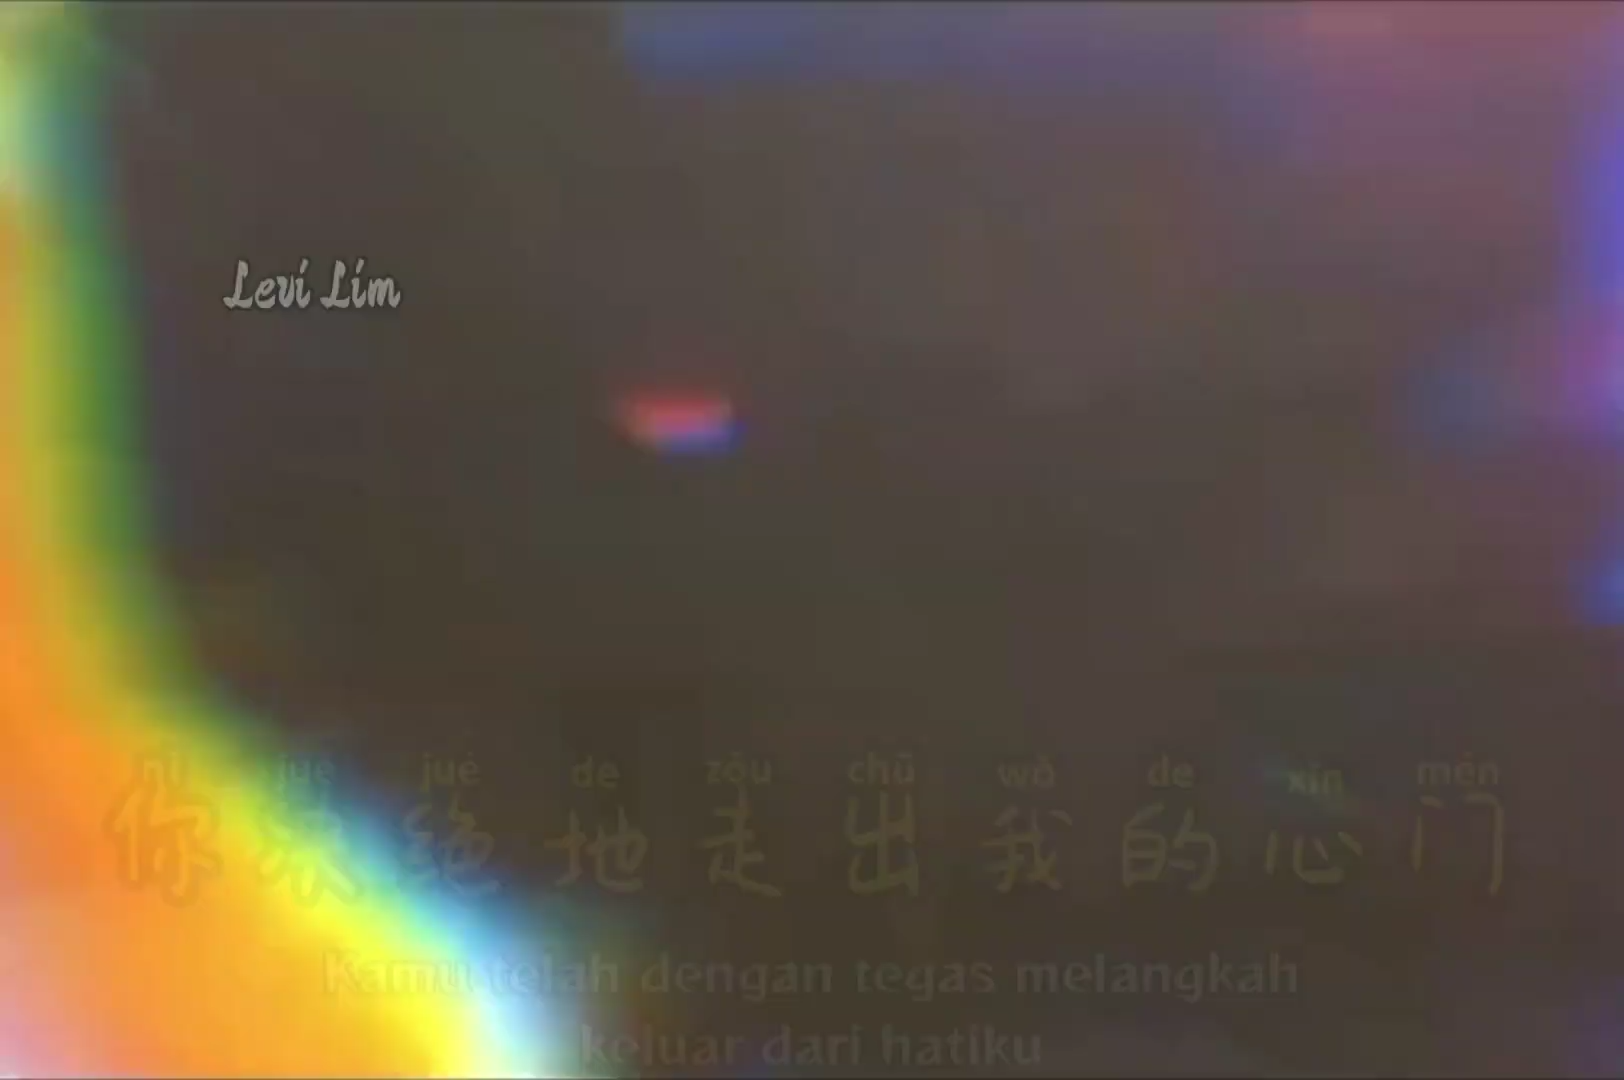 Levi Lim
nǐ jué jué de zǒu chū wǒ de xīn mén
你决绝地走出我的心门
Kamu telah dengan tegas melangkah
keluar dari hatiku